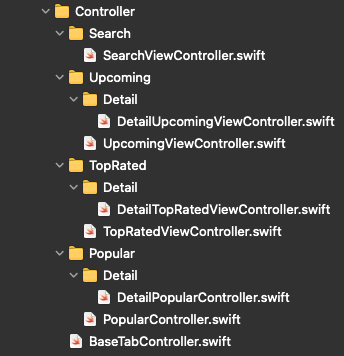 Controller
Search
SearchViewController.swift
Upcoming
Detail
DetailUpcomingViewController.swift
UpcomingViewController.swift
TopRated
Detail
DetailTopRatedViewController.swift
TopRatedViewController.swift
Popular
Detail
DetailPopularController.swift
PopularController.swift
BaseTabController.swift